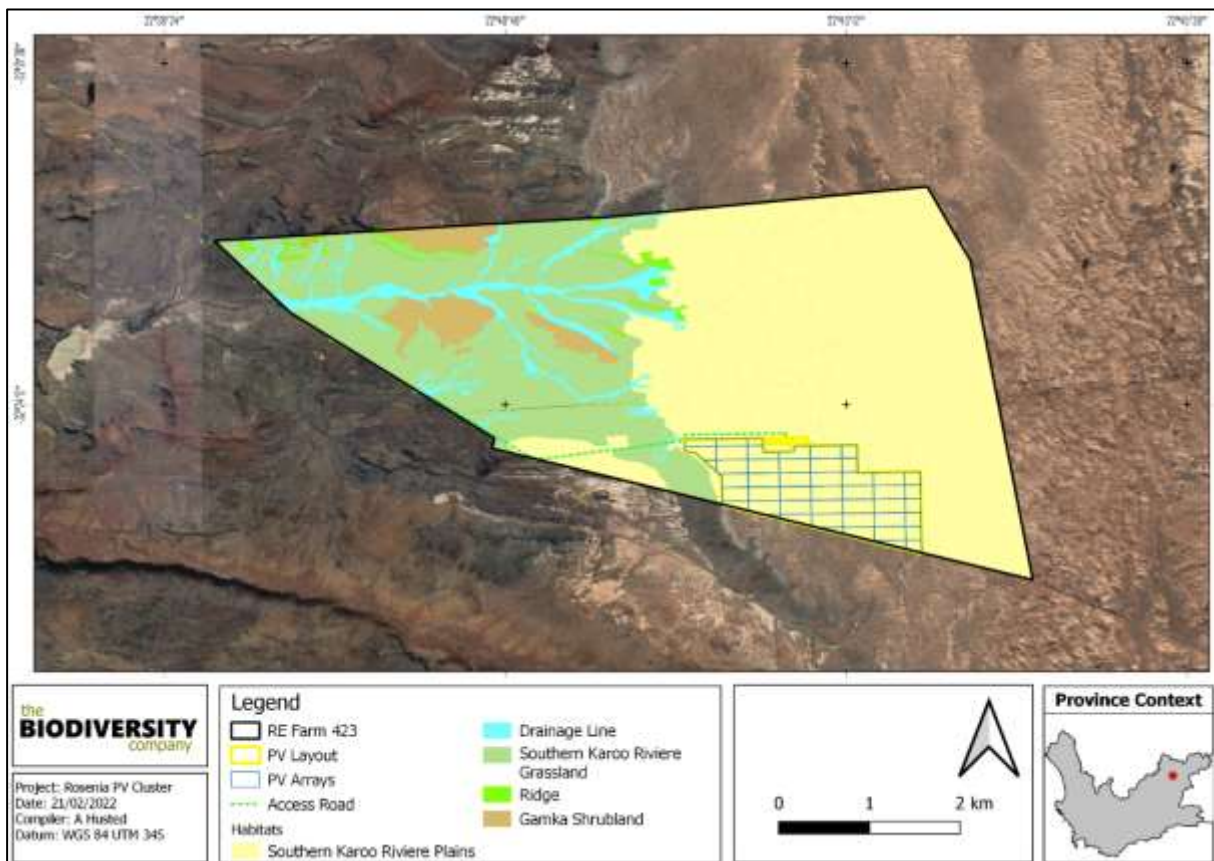 the
BIODIVERSITY
company
Project: Rosenia PV Cluster
Date: 21/02/2022
Compiler: A Husted
Datum: WGS 84 UTM 34S
Legend
RE Farm 423
PV Layout
PV Arrays
Access Road
Habitats
Southern Karoo Riviere Plains
Drainage Line
Southern Karoo Riviere
Grassland
Ridge
Gamka Shrubland
0 1 2 km
Province Context